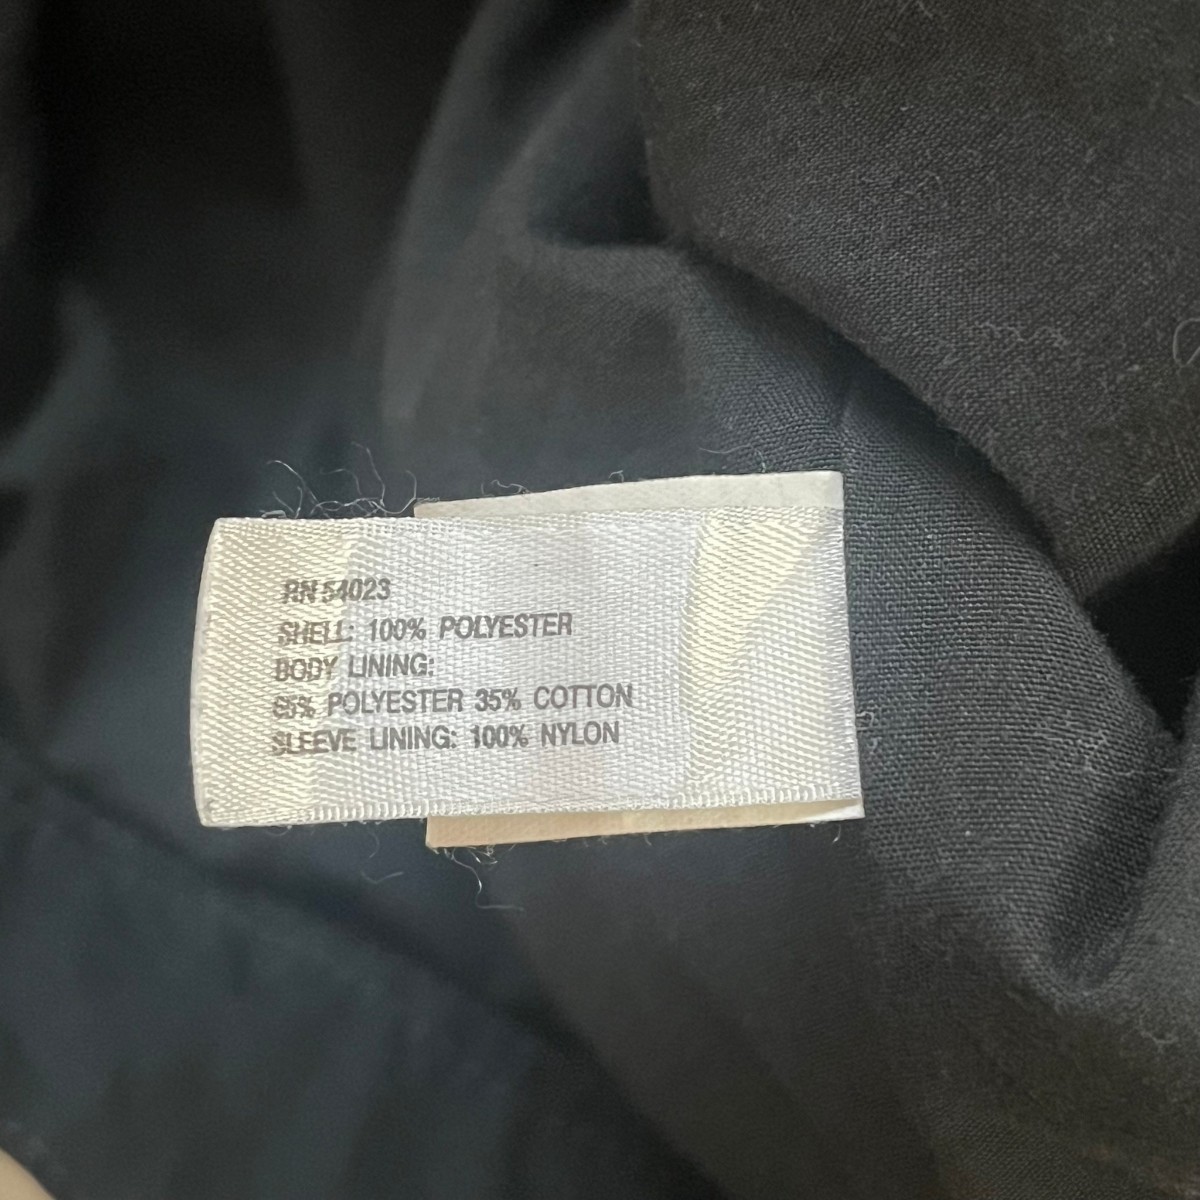 RN 54023
SHELL: 100% POLYESTER
BODY LINING:
65% POLYESTER 35% COTTON
SLEEVE LINING: 100% NYLON